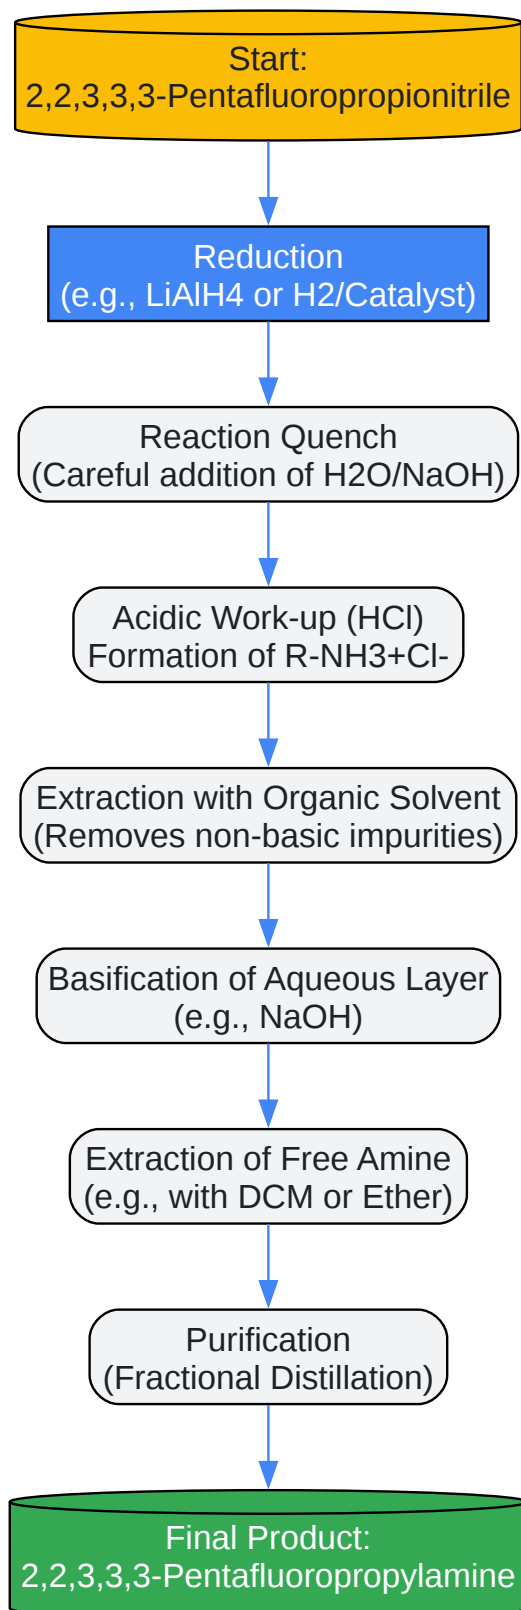 Start:
2,2,3,3,3-Pentafluoropropionitrile
Reduction
(e.g., LiAlH4 or H2/Catalyst)
Reaction Quench
(Careful addition of H2O/NaOH)
Acidic Work-up (HCl)
Formation of R-NH3+Cl-
Extraction with Organic Solvent
(Removes non-basic impurities)
Basification of Aqueous Layer
(e.g., NaOH)
Extraction of Free Amine
(e.g., with DCM or Ether)
Purification
(Fractional Distillation)
Final Product:
2,2,3,3,3-Pentafluoropropylamine